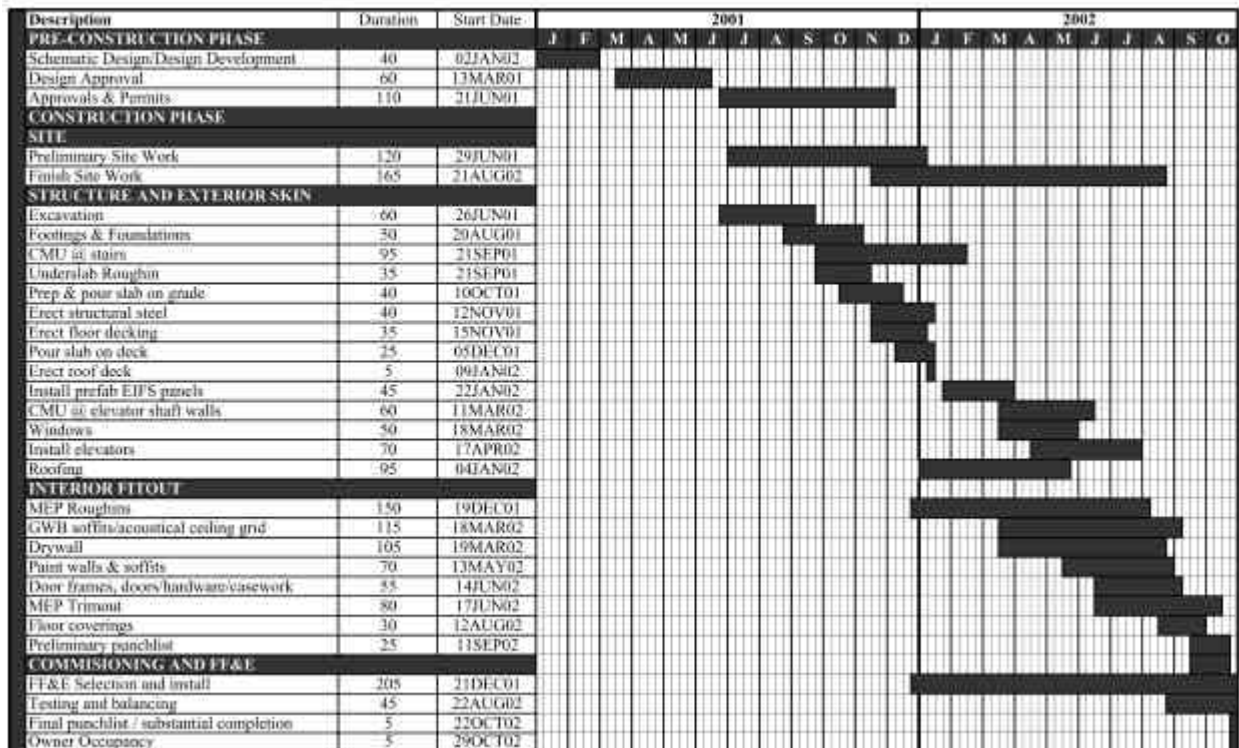 Description Duration Start Date 2001 2002
PRE-CONSTRUCTION PHASE J F M A M J J A S O N D J F M A M J J A S O
Schematic Design/Design Development 40 02JAN02
Design Approval 60 13MAR01
Approvals & Permits 110 21JUN01
CONSTRUCTION PHASE
SITE
Preliminary Site Work 120 29JUN01
Finish Site Work 165 21AUG02
STRUCTURE AND EXTERIOR SKIN
Excavation 60 26JUN01
Footings & Foundations 50 20AUG01
CMU @ stairs 95 21SEP01
Underslab Roughin 35 21SEP01
Prep & pour slab on grade 40 10OCT01
Erect structural steel 40 12NOV01
Erect floor decking 35 15NOV01
Pour slab on deck 25 05DEC01
Erect roof deck 5 09JAN02
Install prefab EIFS panels 45 22JAN02
CMU @ elevator shaft walls 60 11MAR02
Windows 50 18MAR02
Install elevators 70 17APR02
Roofing 95 04JAN02
INTERIOR FITOUT
MEP Roughins 150 19DEC01
GWB soffits/acoustical ceiling grid 115 18MAR02
Drywall 105 19MAR02
Paint walls & soffits 70 13MAY02
Door frames, doors/hardware/casework 55 14JUN02
MEP Trimout 80 17JUN02
Floor coverings 30 12AUG02
Preliminary punchlist 25 11SEP02
COMMISIONING AND FF&E
FF&E Selection and install 205 21DEC01
Testing and balancing 45 22AUG02
Final punchlist / substantial completion 5 22OCT02
Owner Occupancy 5 29OCT02